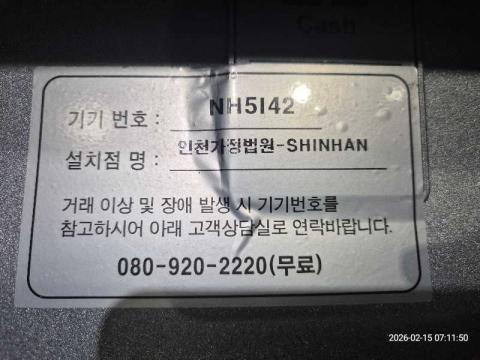 Cash
기기 번호 : NH5142
설치점 명 : 인천가정법원-SHINHAN
거래 이상 및 장애 발생 시 기기번호를
참고하시어 아래 고객상담실로 연락바랍니다.
080-920-2220(무료)
2026-02-15 07:11:50